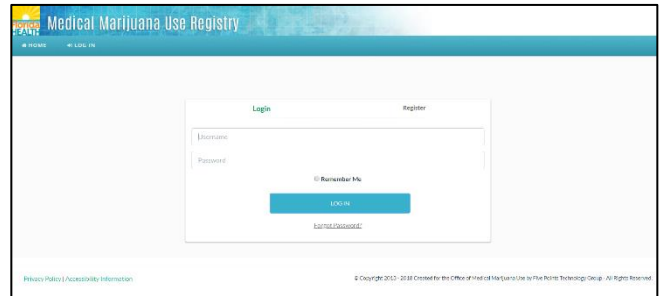 Florida
HEALTH
Medical Marijuana Use Registry
HOME LOG IN
Login Register
Username
Password
Remember Me
LOG IN
Forgot Password?
Privacy Policy | Accessibility Information
© Copyright 2013 - 2018 Created for the Office of Medical Marijuana Use by Five Points Technology Group - All Rights Reserved